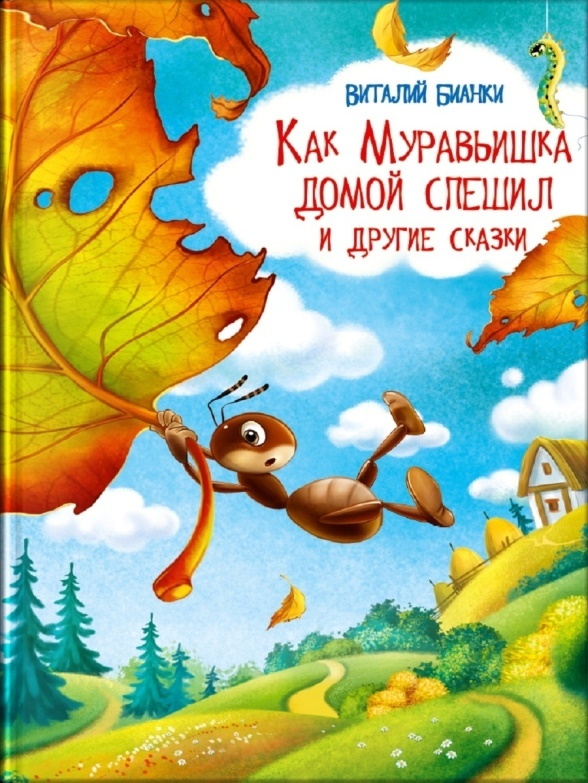 Виталий Бианки
Как Муравьишка
домой спешил
и другие сказки